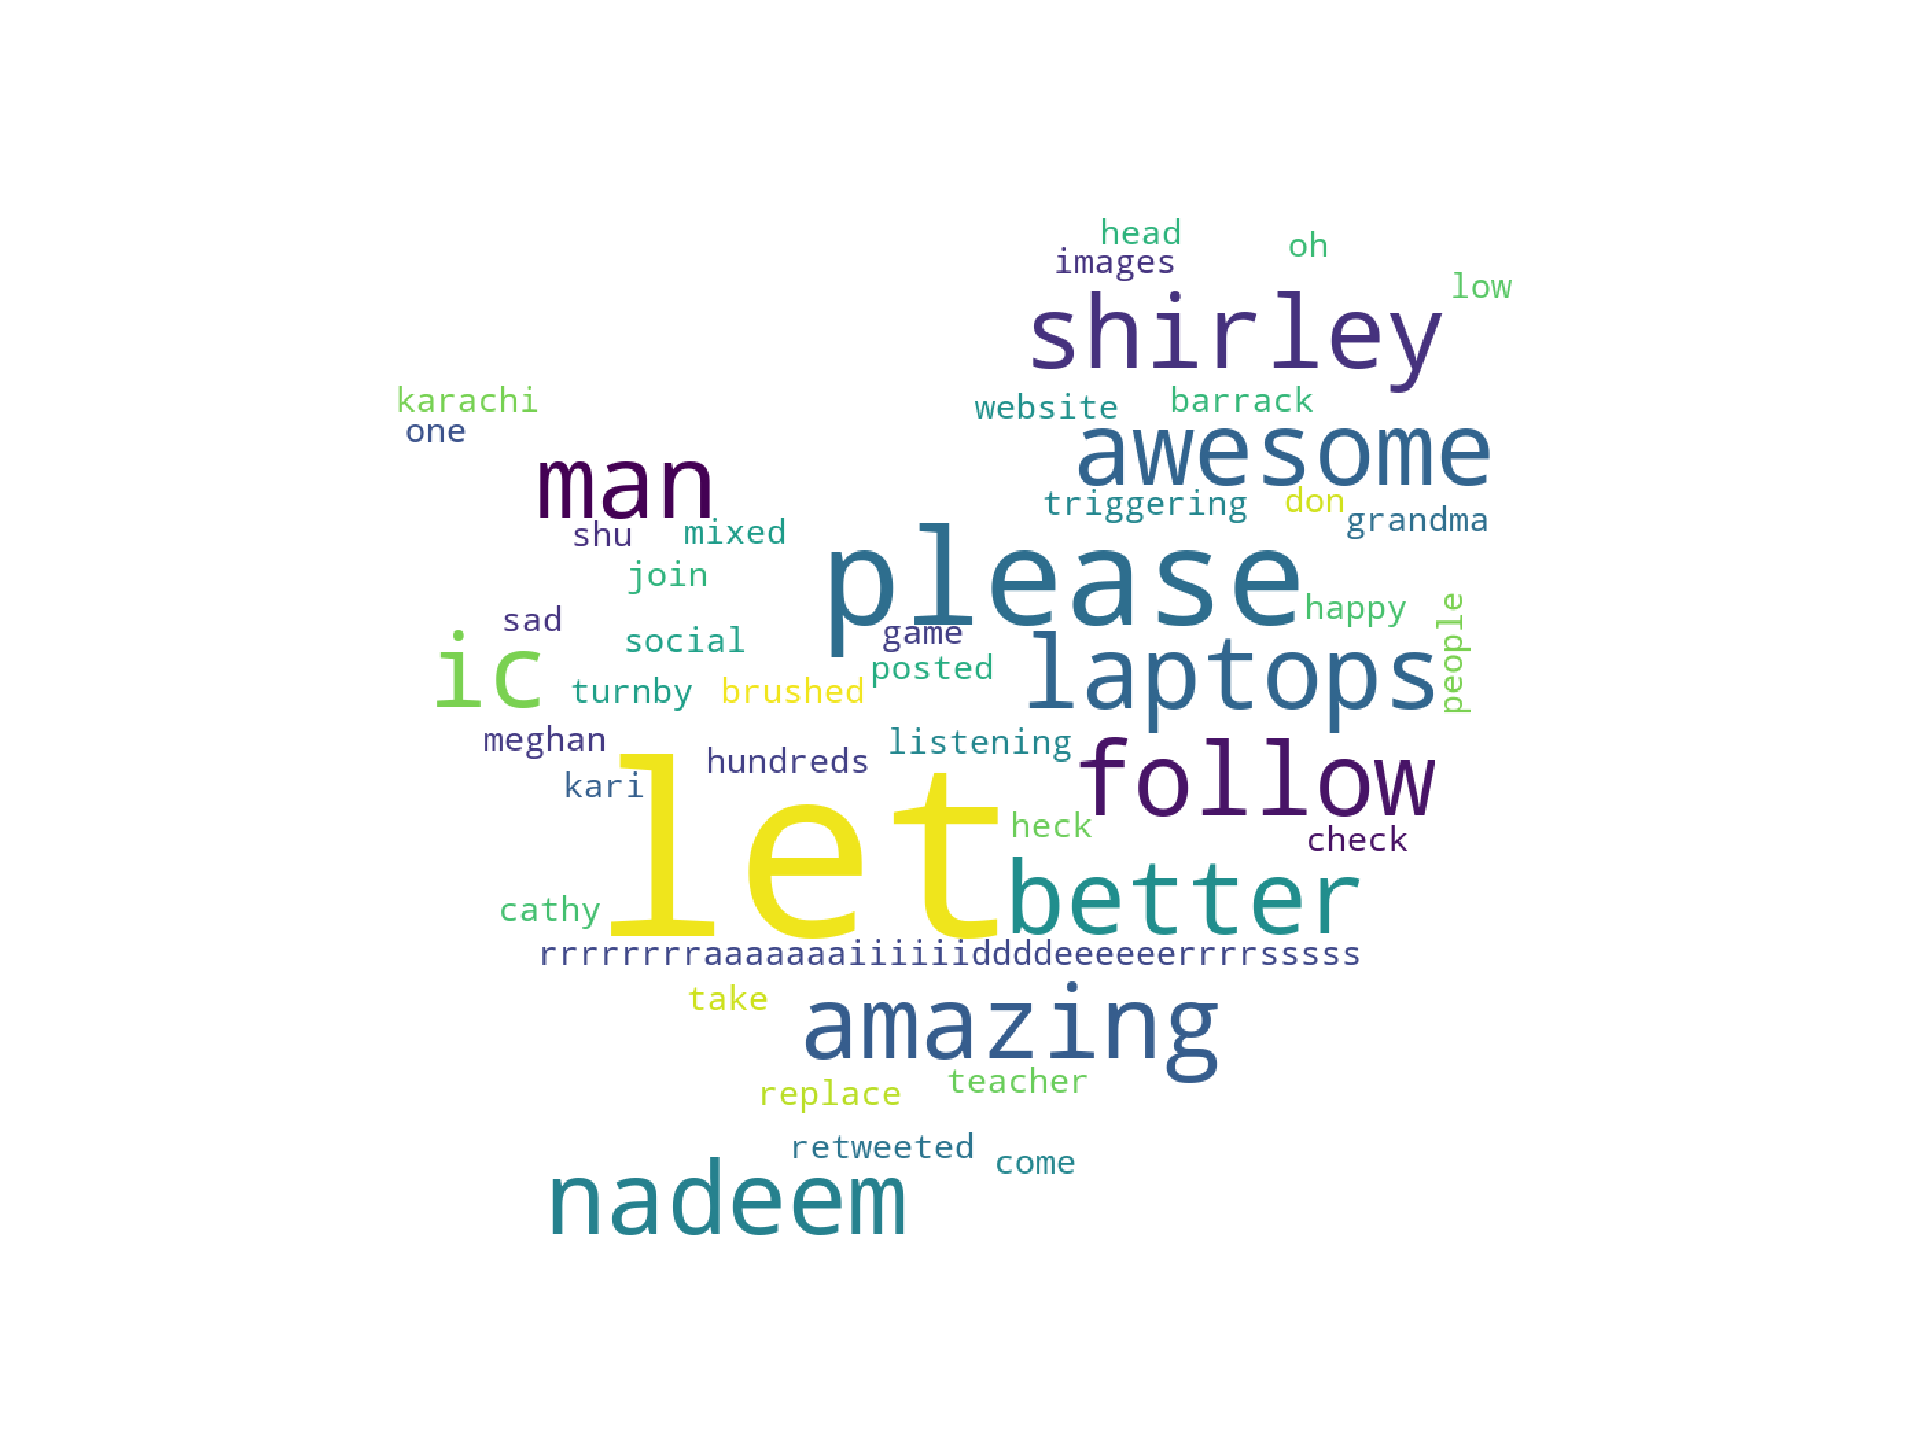 head
oh
images
low
shirley
karachi
website
barrack
one
awesome
man
triggering
don
grandma
shu
mixed
please
join
happy
people
sad
social
game
ic
posted
laptops
turnby
brushed
meghan
listening
hundreds
follow
kari
let
heck
check
better
cathy
rrrrrrrraaaaaaaiiiiiiddddeeeeeerrrrsssss
take
amazing
replace
teacher
retweeted
come
nadeem